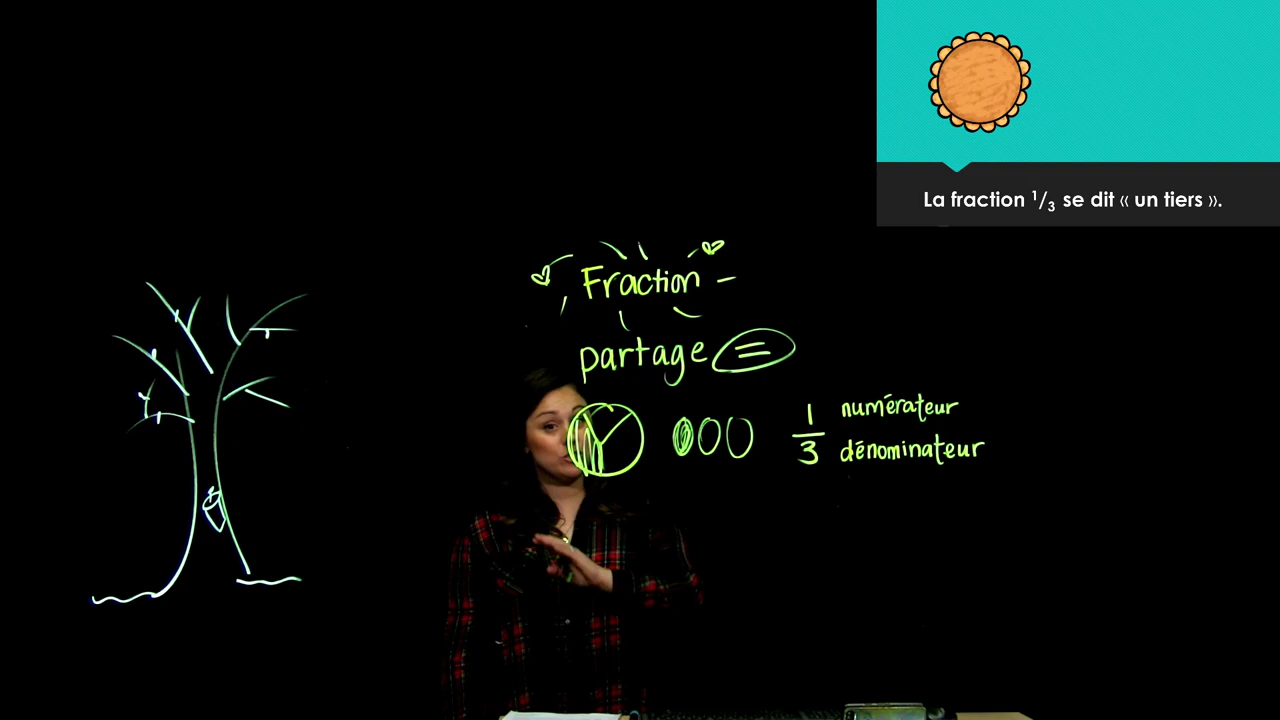 La fraction 1/3 se dit « un tiers ».
Fraction
partage =
1 numérateur
3 dénominateur